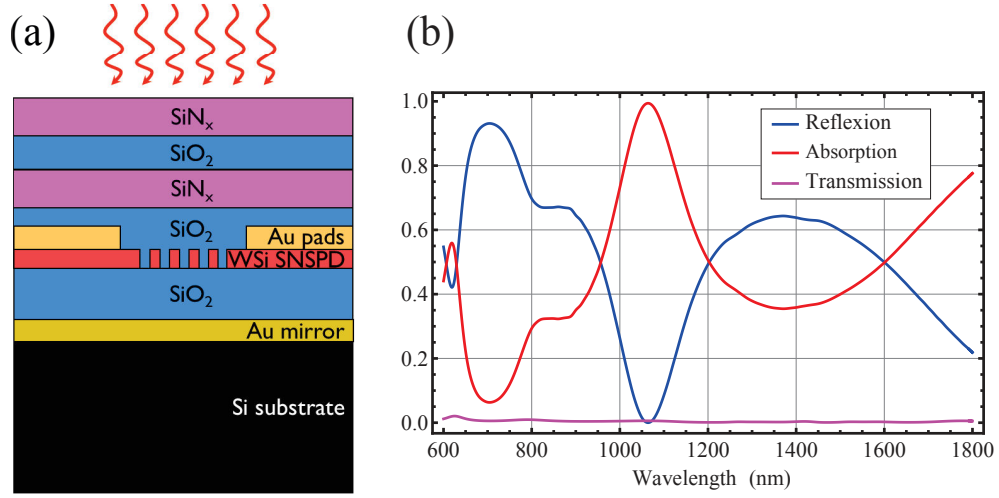 (a)
SiNx
SiO2
SiNx
SiO2
Au pads
WSi SNSPD
SiO2
Au mirror
Si substrate
(b)
1.0
0.8
0.6
0.4
0.2
0.0
Reflexion
Absorption
Transmission
600 800 1000 1200 1400 1600 1800
Wavelength (nm)